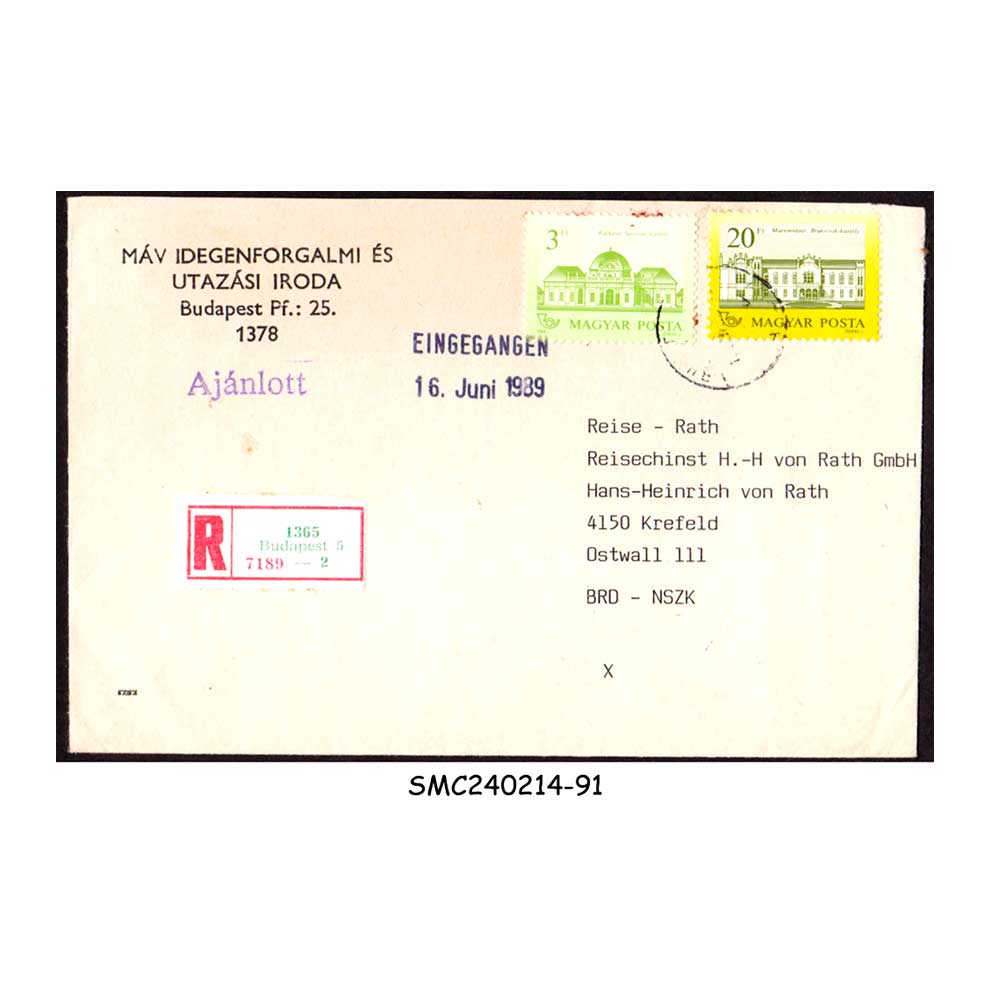 MÁV IDEGENFORGALMI ÉS
UTAZÁSI IRODA
Budapest Pf.: 25.
1378
Ajánlott
EINGEGANGEN
16. Juni 1989
3 Ft
MAGYAR POSTA
20 Ft
MAGYAR POSTA
Reise - Rath
Reisechinst H.-H von Rath GmbH
Hans-Heinrich von Rath
4150 Krefeld
Ostwall 111
BRD - NSZK
X
R
1365
Budapest 5
7189 — 2
SMC240214-91